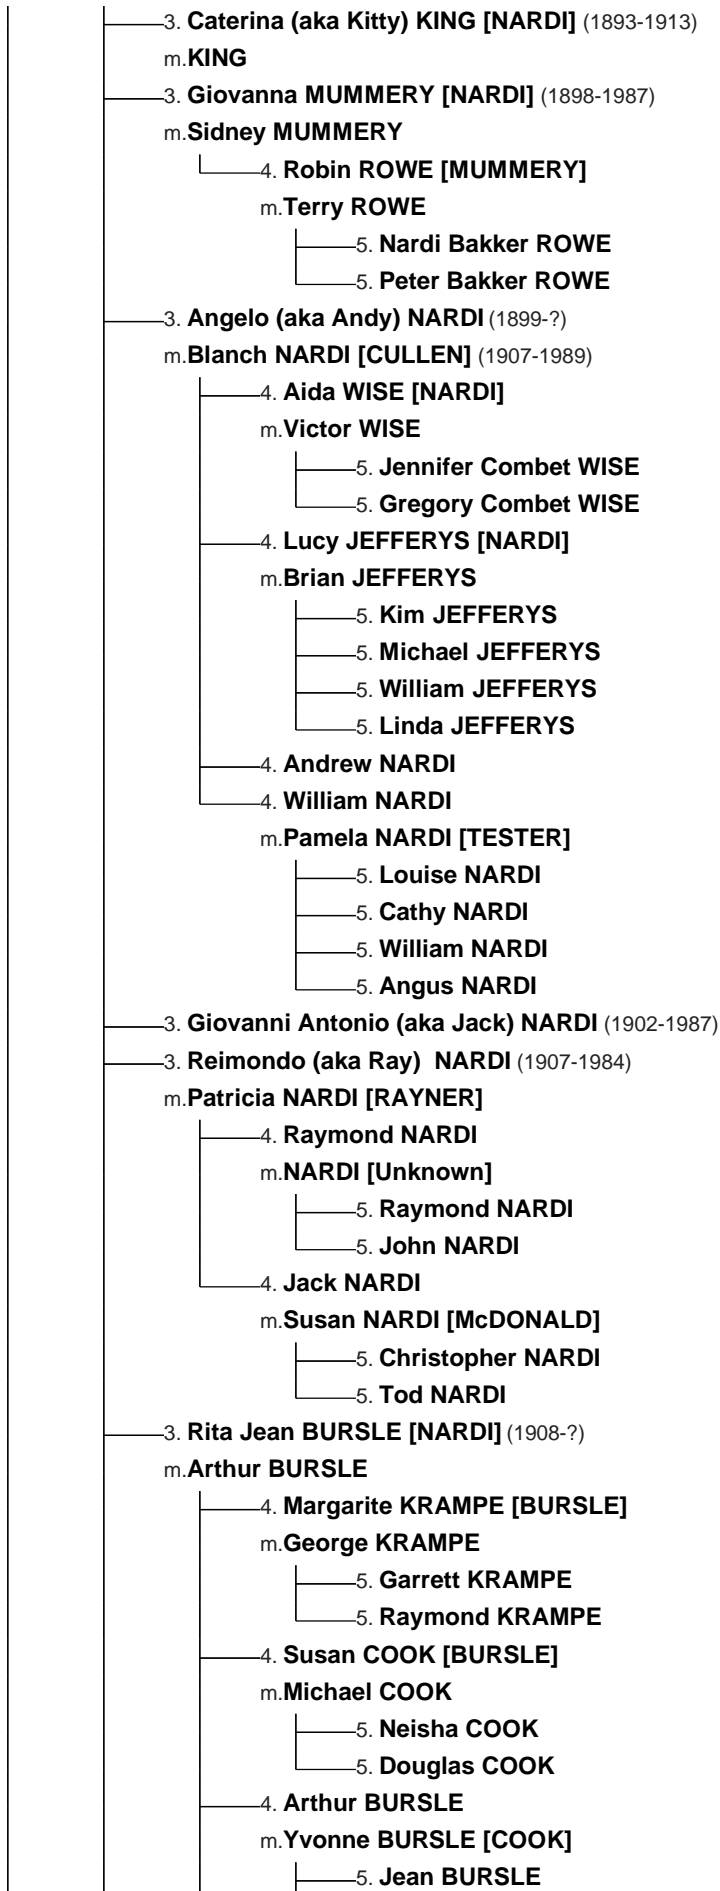 3. Caterina (aka Kitty) KING [NARDI] (1893-1913)
m.KING
3. Giovanna MUMMERY [NARDI] (1898-1987)
m.Sidney MUMMERY
4. Robin ROWE [MUMMERY]
m.Terry ROWE
5. Nardi Bakker ROWE
5. Peter Bakker ROWE
3. Angelo (aka Andy) NARDI (1899-?)
m.Blanch NARDI [CULLEN] (1907-1989)
4. Aida WISE [NARDI]
m.Victor WISE
5. Jennifer Combet WISE
5. Gregory Combet WISE
4. Lucy JEFFERYS [NARDI]
m.Brian JEFFERYS
5. Kim JEFFERYS
5. Michael JEFFERYS
5. William JEFFERYS
5. Linda JEFFERYS
4. Andrew NARDI
4. William NARDI
m.Pamela NARDI [TESTER]
5. Louise NARDI
5. Cathy NARDI
5. William NARDI
5. Angus NARDI
3. Giovanni Antonio (aka Jack) NARDI (1902-1987)
3. Reimondo (aka Ray)  NARDI (1907-1984)
m.Patricia NARDI [RAYNER]
4. Raymond NARDI
m.NARDI [Unknown]
5. Raymond NARDI
5. John NARDI
4. Jack NARDI
m.Susan NARDI [McDONALD]
5. Christopher NARDI
5. Tod NARDI
3. Rita Jean BURSLE [NARDI] (1908-?)
m.Arthur BURSLE
4. Margarite KRAMPE [BURSLE]
m.George KRAMPE
5. Garrett KRAMPE
5. Raymond KRAMPE
4. Susan COOK [BURSLE]
m.Michael COOK
5. Neisha COOK
5. Douglas COOK
4. Arthur BURSLE
m.Yvonne BURSLE [COOK]
5. Jean BURSLE